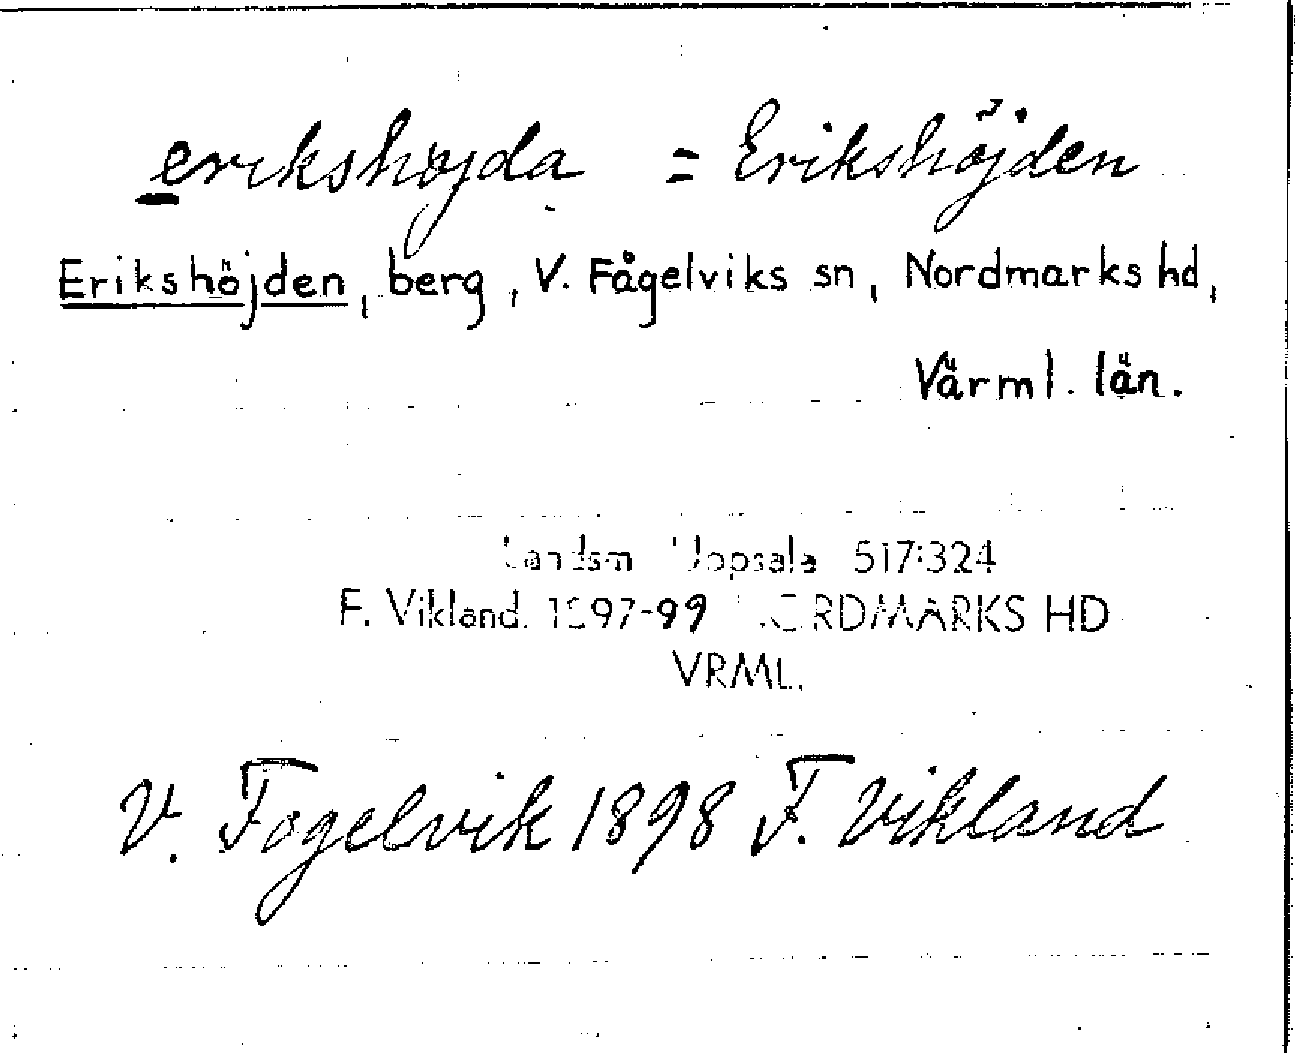 erikshöjda = Erikshöjden
Erikshöjden, berg, V. Fågelviks sn, Nordmarks hd,
Värml. län.
Landsm Uppsala 517:324
F. Vikland. 1897-99 NORDMARKS HD
VRML.
V. Fogelvik 1898 F. Vikland